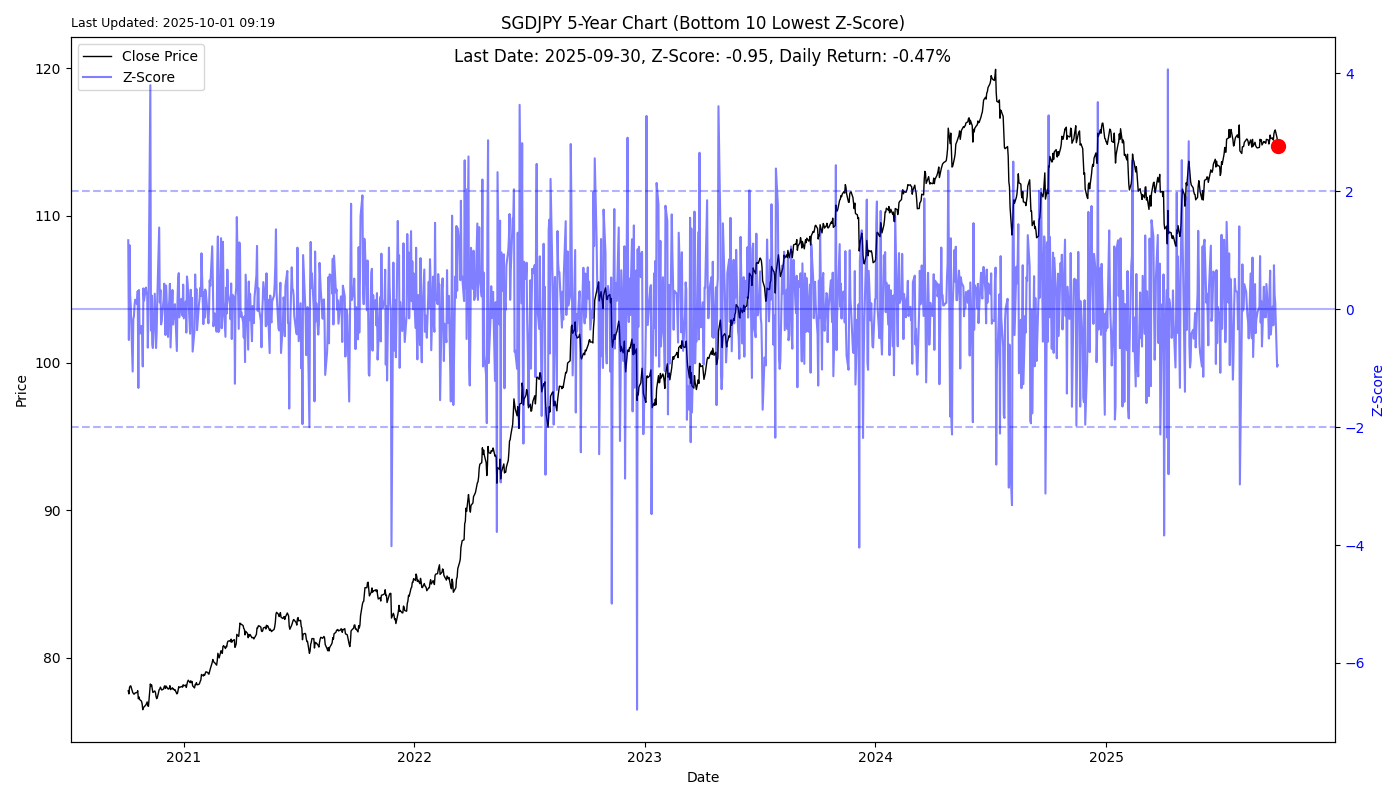 Last Updated: 2025-10-01 09:19
SGDJPY 5-Year Chart (Bottom 10 Lowest Z-Score)
Last Date: 2025-09-30, Z-Score: -0.95, Daily Return: -0.47%
Close Price
Z-Score
120
110
100
90
80
Price
4
2
0
−2
−4
−6
Z-Score
2021
2022
2023
2024
2025
Date